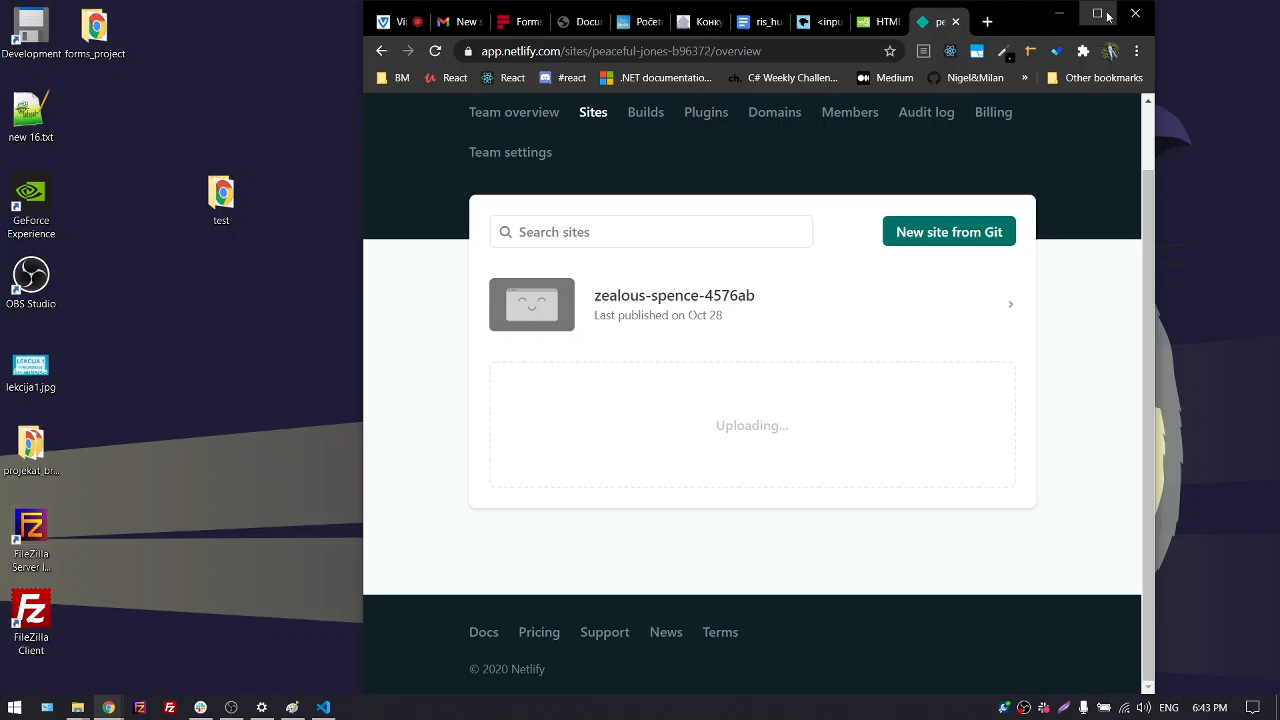 Development
forms_project
new 16.txt
GeForce
Experience
test
OBS Studio
LEKCIJA 1
lekcija1.jpg
projekat_br...
FileZilla
Server I...
FileZilla
Client
New s
Form
Docu
Počet
Конку
ris_hu
<inpu
HTML
app.netlify.com/sites/peaceful-jones-b96372/overview
BM
React
React
#react
.NET documentatio...
ch.
C# Weekly Challen...
Medium
Nigel&Milan
»
Other bookmarks
Team overview
Sites
Builds
Plugins
Domains
Members
Audit log
Billing
Team settings
Search sites
New site from Git
zealous-spence-4576ab
Last published on Oct 28
Uploading...
Docs
Pricing
Support
News
Terms
© 2020 Netlify
ENG
6:43 PM